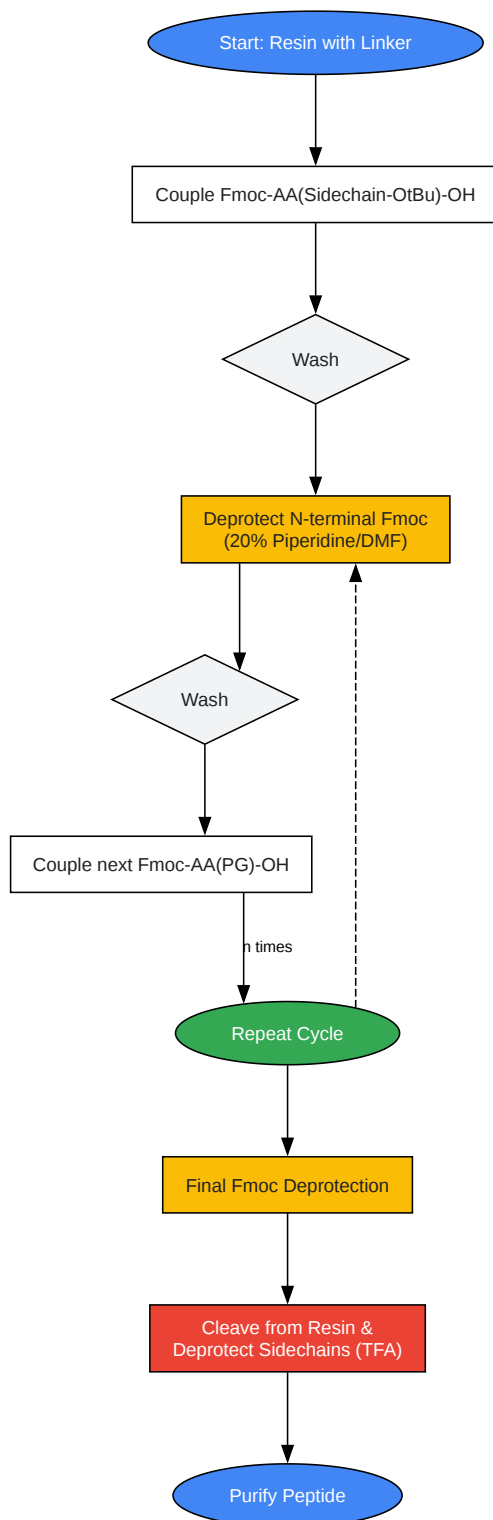 Start: Resin with Linker
Couple Fmoc-AA(Sidechain-OtBu)-OH
Wash
Deprotect N-terminal Fmoc
(20% Piperidine/DMF)
Wash
Couple next Fmoc-AA(PG)-OH
n times
Repeat Cycle
Final Fmoc Deprotection
Cleave from Resin &
Deprotect Sidechains (TFA)
Purify Peptide